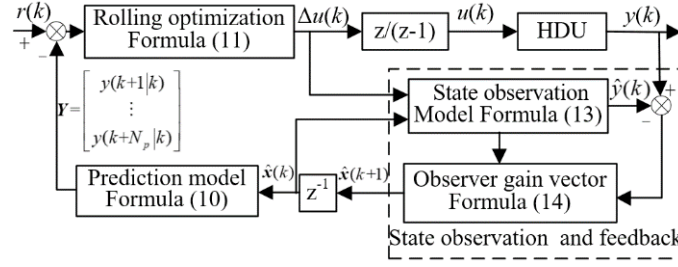 r(k)
+
−
Rolling optimization
Formula (11)
Δu(k)
z/(z-1)
u(k)
HDU
y(k)
Y=
y(k+1|k)
⋮
y(k+N_p|k)
State observation
Model Formula (13)
ŷ(k)
+
−
Prediction model
Formula (10)
x̂(k)
z⁻¹
x̂(k+1)
Observer gain vector
Formula (14)
State observation and feedback